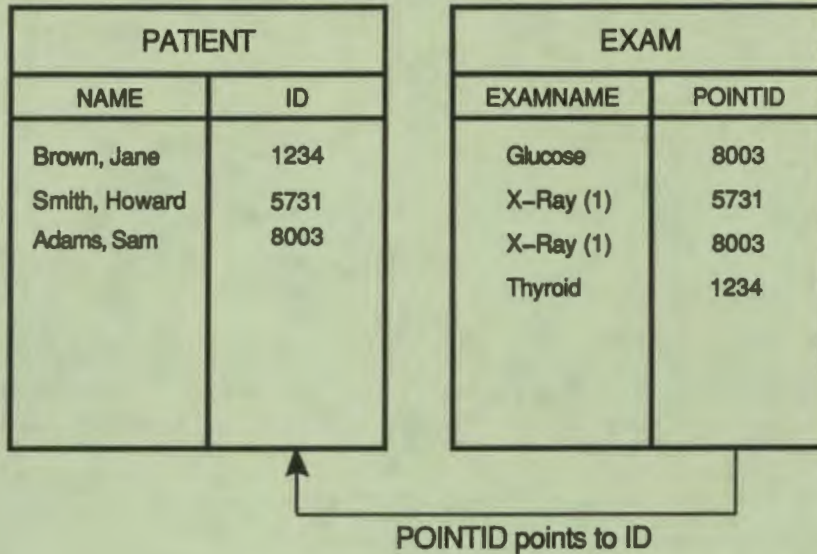 PATIENT
NAME ID
Brown, Jane 1234
Smith, Howard 5731
Adams, Sam 8003
EXAM
EXAMNAME POINTID
Glucose 8003
X–Ray (1) 5731
X–Ray (1) 8003
Thyroid 1234
POINTID points to ID